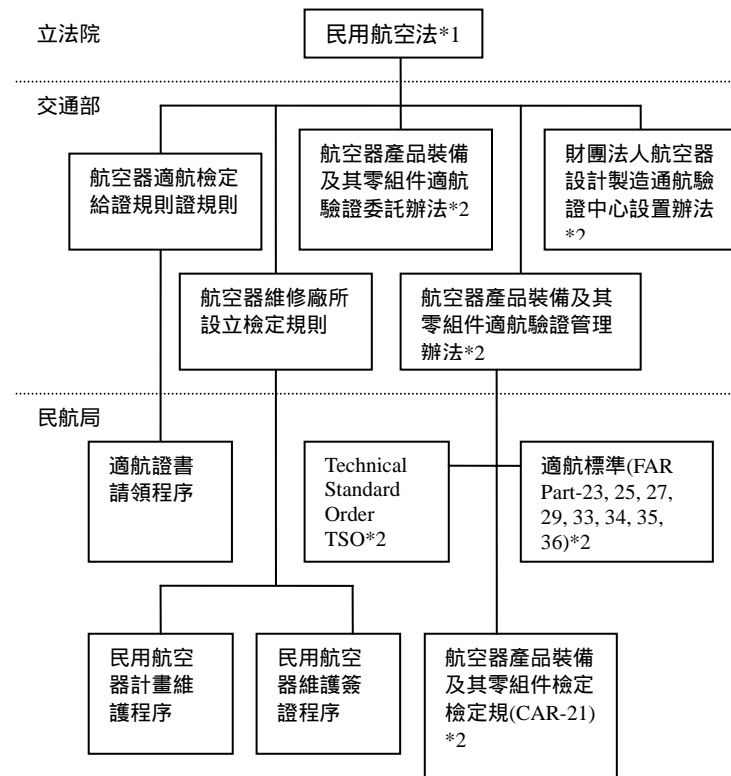 立法院
民用航空法*1
交通部
航空器適航檢定
給證規則證規則
航空器產品裝備
及其零組件適航
驗證委託辦法*2
財團法人航空器
設計製造通航驗
證中心設置辦法
*2
航空器維修廠所
設立檢定規則
航空器產品裝備及其
零組件適航驗證管理
辦法*2
民航局
適航證書
請領程序
Technical
Standard
Order
TSO*2
適航標準(FAR
Part-23, 25, 27,
29, 33, 34, 35,
36)*2
民用航空
器計畫維
護程序
民用航空
器維護簽
證程序
航空器產品裝備
及其零組件檢定
檢定規(CAR-21)
*2